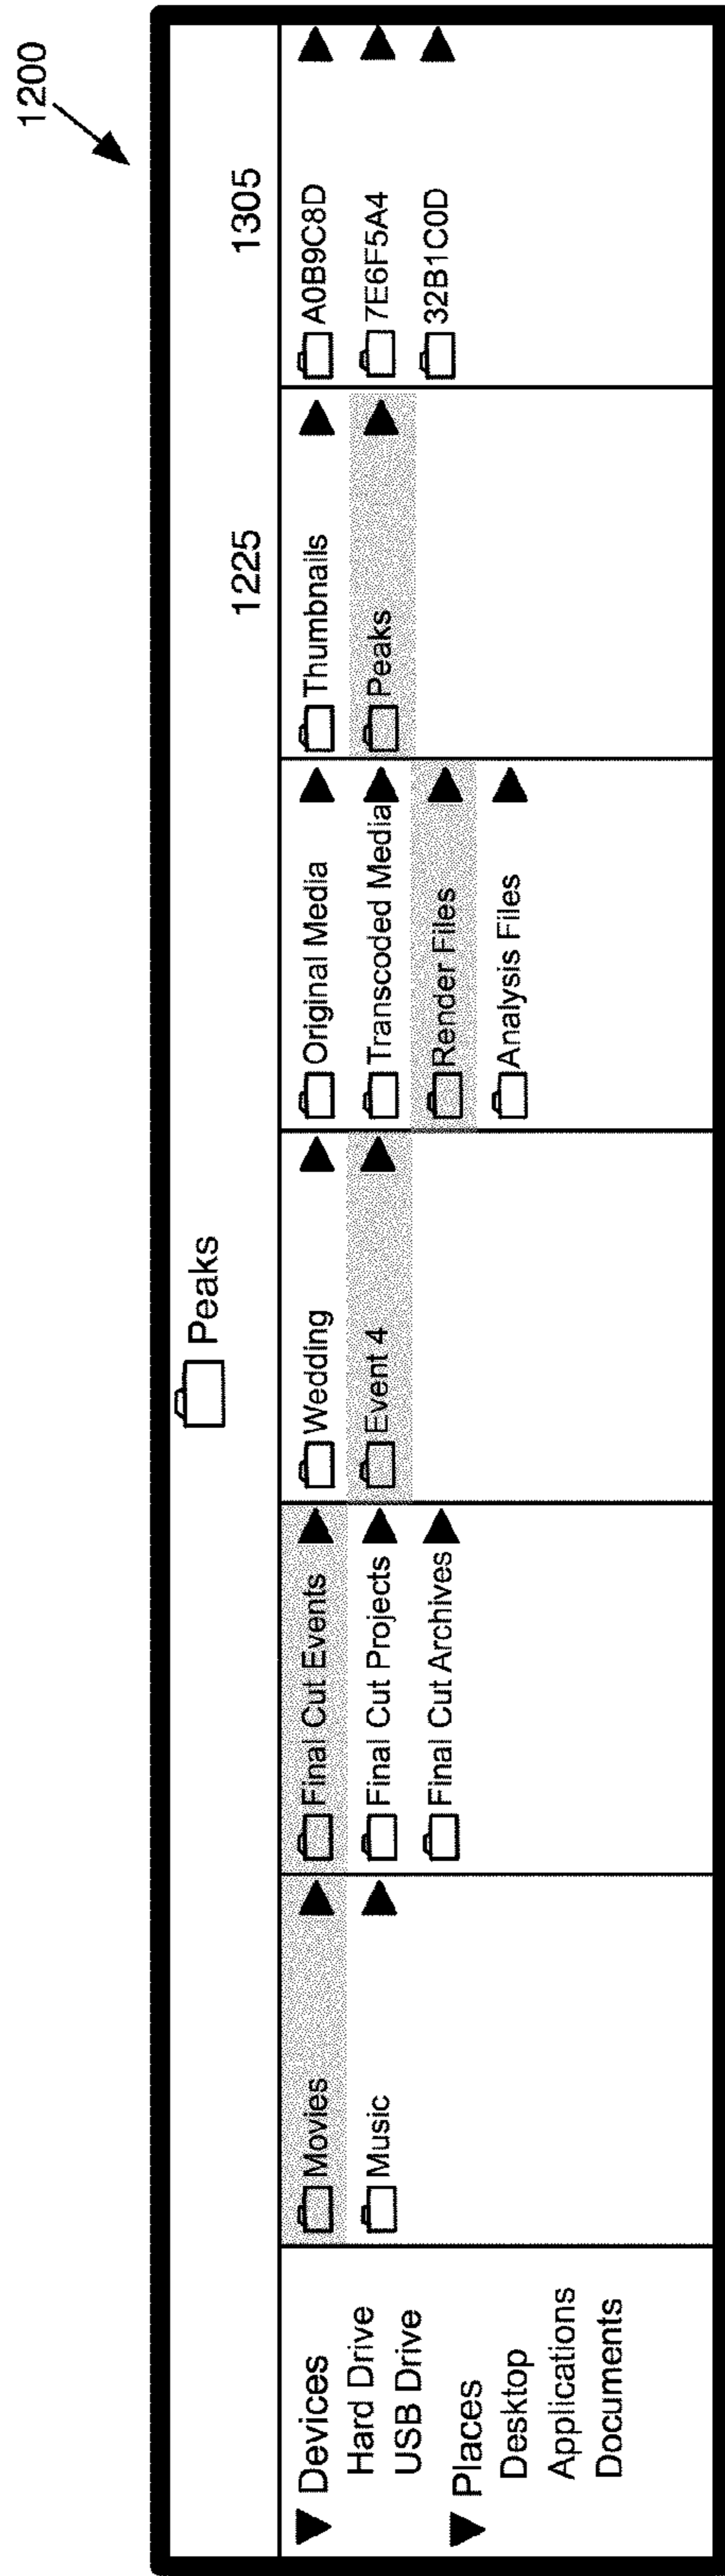 1200
Peaks
1225
1305
Devices
Hard Drive
USB Drive
Places
Desktop
Applications
Documents
Movies
Music
Final Cut Events
Final Cut Projects
Final Cut Archives
Wedding
Event 4
Original Media
Transcoded Media
Render Files
Analysis Files
Thumbnails
Peaks
A0B9C8D
7E6F5A4
32B1C0D